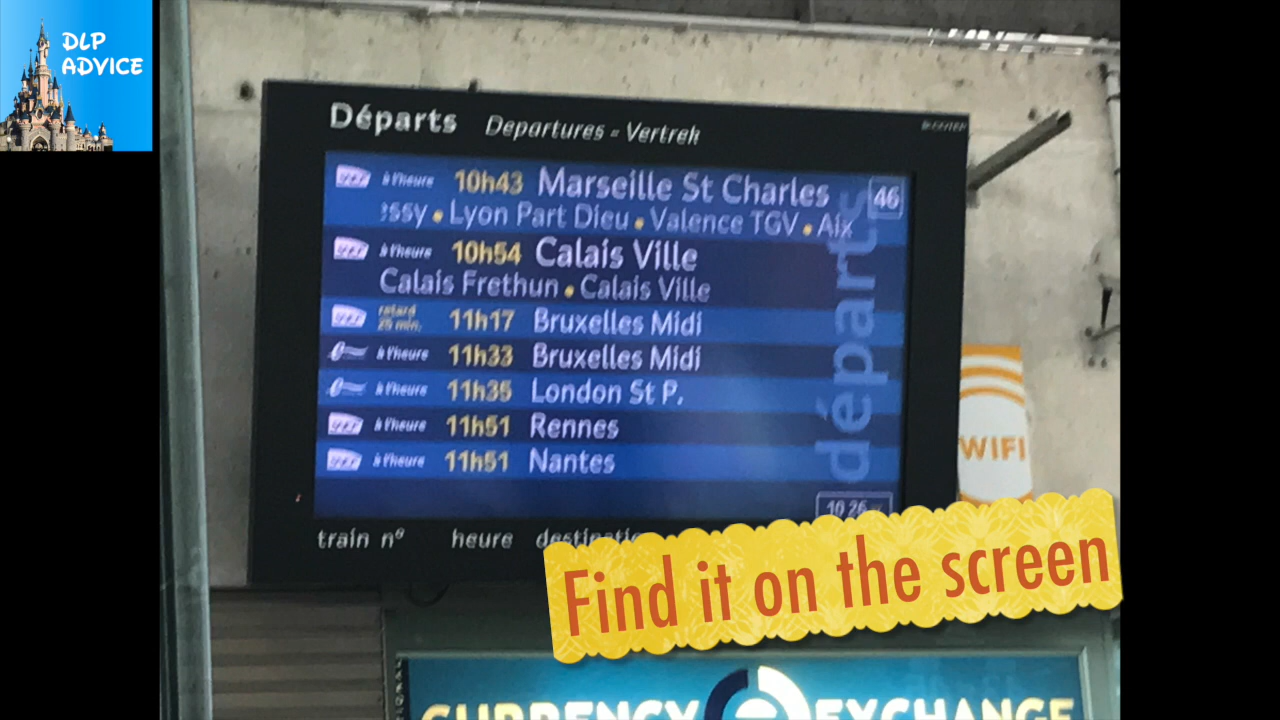 DLP
ADVICE
Départs Departures - Vertrek
à l'heure 10h43 Marseille St Charles 46
ssy • Lyon Part Dieu • Valence TGV • Aix
à l'heure 10h54 Calais Ville
Calais Frethun • Calais Ville
retard
25 min. 11h17 Bruxelles Midi
à l'heure 11h33 Bruxelles Midi
à l'heure 11h35 London St P.
à l'heure 11h51 Rennes
à l'heure 11h51 Nantes
départs
10 26
train n° heure destination
WIFI
Find it on the screen
CURRENCY EXCHANGE